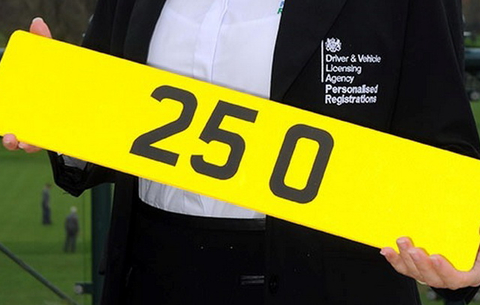 25 O
Driver & Vehicle
Licensing
Agency
Personalised
Registrations